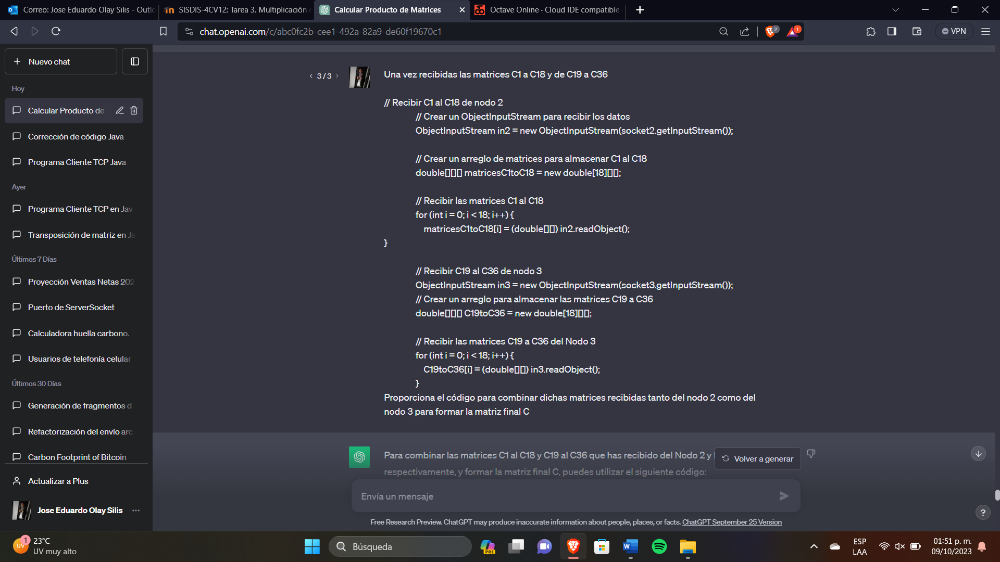 Correo: Jose Eduardo Olay Silis - Outlo
SISDIS-4CV12: Tarea 3. Multiplicación
Calcular Producto de Matrices
Octave Online · Cloud IDE compatible
chat.openai.com/c/abc0fc2b-cee1-492a-82a9-de60f19670c1
2
1
VPN
Nuevo chat
Hoy
Calcular Producto de
Corrección de código Java
Programa Cliente TCP Java
Ayer
Programa Cliente TCP en Jav
Transposición de matriz en Ja
Últimos 7 Días
Proyección Ventas Netas 202
Puerto de ServerSocket
Calculadora huella carbono.
Usuarios de telefonía celular
Últimos 30 Días
Generación de fragmentos d
Refactorización del envío arc
Carbon Footprint of Bitcoin
Actualizar a Plus
Jose Eduardo Olay Silis ...
< 3 / 3 >
Una vez recibidas las matrices C1 a C18 y de C19 a C36
// Recibir C1 al C18 de nodo 2
// Crear un ObjectInputStream para recibir los datos
ObjectInputStream in2 = new ObjectInputStream(socket2.getInputStream());
// Crear un arreglo de matrices para almacenar C1 al C18
double[][][] matricesC1toC18 = new double[18][][];
// Recibir las matrices C1 al C18
for (int i = 0; i < 18; i++) {
matricesC1toC18[i] = (double[][]) in2.readObject();
}
// Recibir C19 al C36 de nodo 3
ObjectInputStream in3 = new ObjectInputStream(socket3.getInputStream());
// Crear un arreglo para almacenar las matrices C19 a C36
double[][][] C19toC36 = new double[18][][];
// Recibir las matrices C19 a C36 del Nodo 3
for (int i = 0; i < 18; i++) {
C19toC36[i] = (double[][]) in3.readObject();
}
Proporciona el código para combinar dichas matrices recibidas tanto del nodo 2 como del
nodo 3 para formar la matriz final C
Para combinar las matrices C1 al C18 y C19 al C36 que has recibido del Nodo 2 y
respectivamente, y formar la matriz final C, puedes utilizar el siguiente código:
Volver a generar
Envía un mensaje
Free Research Preview. ChatGPT may produce inaccurate information about people, places, or facts. ChatGPT September 25 Version
?
UV
1
23°C
UV muy alto
Búsqueda
PRE
W
ESP
LAA
01:51 p. m.
09/10/2023